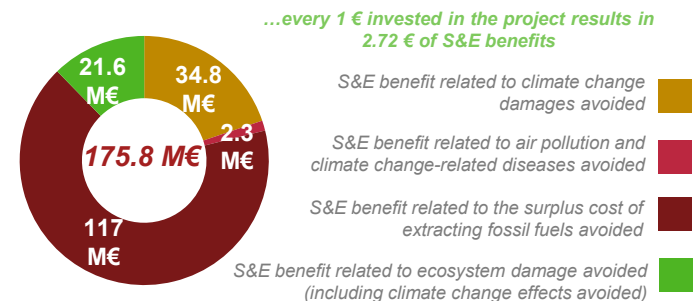 …every 1 € invested in the project results in
2.72 € of S&E benefits
21.6
M€
34.8
M€
2.3
M€
175.8 M€
117
M€
S&E benefit related to climate change
damages avoided
S&E benefit related to air pollution and
climate change-related diseases avoided
S&E benefit related to the surplus cost of
extracting fossil fuels avoided
S&E benefit related to ecosystem damage avoided
(including climate change effects avoided)